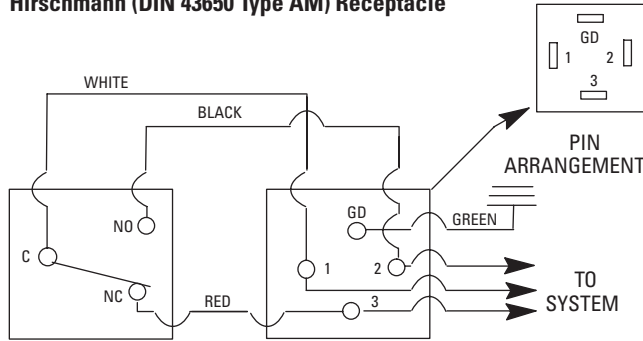 Hirschmann (DIN 43650 Type AM) Receptacle
GD
1
2
3
WHITE
BLACK
PIN
ARRANGEMENT
NO
GD
GREEN
C
1
2
TO
SYSTEM
NC
RED
3